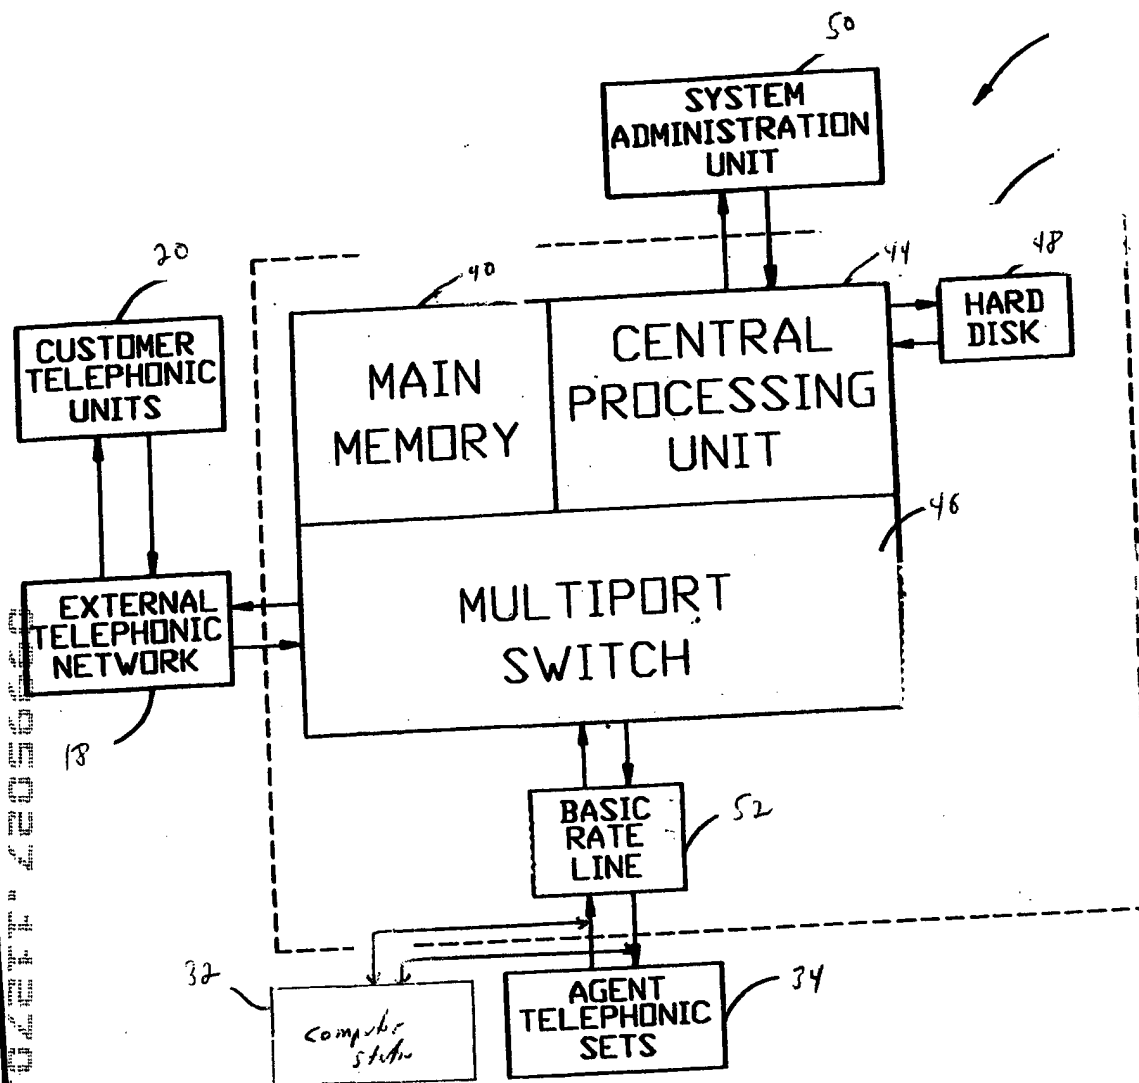 50
SYSTEM
ADMINISTRATION
UNIT
20
40
44
48
CUSTOMER
TELEPHONIC
UNITS
MAIN
MEMORY
CENTRAL
PROCESSING
UNIT
HARD
DISK
46
EXTERNAL
TELEPHONIC
NETWORK
MULTIPORT
SWITCH
18
BASIC
RATE
LINE
52
32
computer
station
AGENT
TELEPHONIC
SETS
34